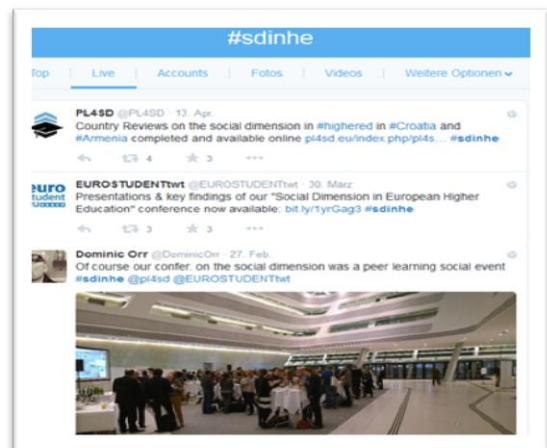 #sdinhe
Top | Live | Accounts | Fotos | Videos | Weitere Optionen
PL4SD @PL4SD · 13. Apr.
Country Reviews on the social dimension in #highered in #Croatia and
#Armenia completed and available online pl4sd.eu/index.php/pl4s... #sdinhe
4 3
euro
student
EUROSTUDENTtwt @EUROSTUDENTtwt · 30. März
Presentations & key findings of our "Social Dimension in European Higher
Education" conference now available: bit.ly/1yrGag3 #sdinhe
3 3
Dominic Orr @DominicOrr · 27. Feb.
Of course our confer. on the social dimension was a peer learning social event
#sdinhe @pl4sd @EUROSTUDENTtwt